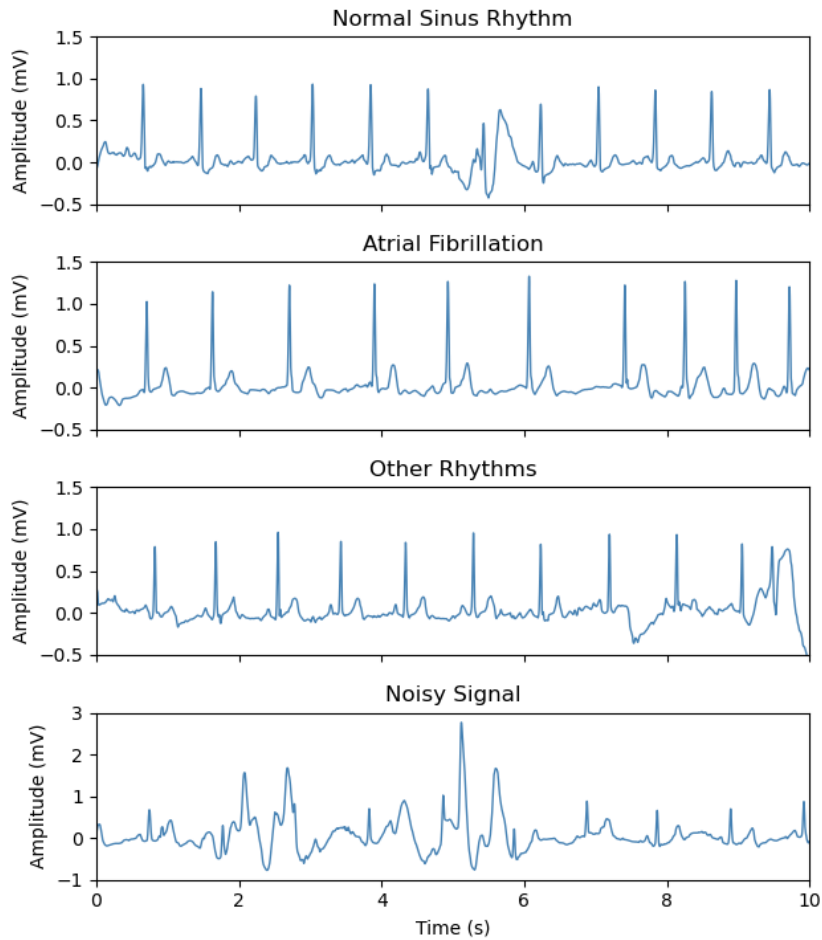 Normal Sinus Rhythm
1.5
1.0
0.5
0.0
−0.5
Amplitude (mV)
Atrial Fibrillation
1.5
1.0
0.5
0.0
−0.5
Amplitude (mV)
Other Rhythms
1.5
1.0
0.5
0.0
−0.5
Amplitude (mV)
Noisy Signal
3
2
1
0
−1
Amplitude (mV)
0 2 4 6 8 10
Time (s)